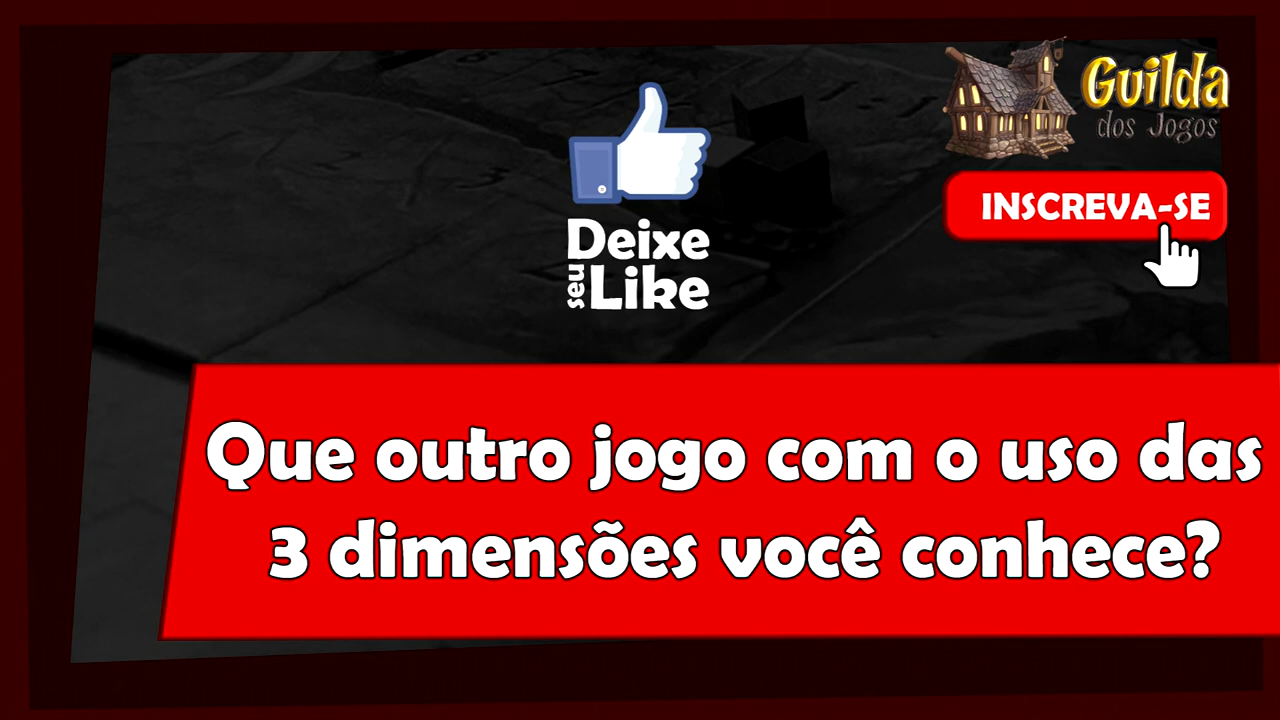 Guilda
dos Jogos
INSCREVA-SE
Deixe
seu Like
Que outro jogo com o uso das
3 dimensões você conhece?